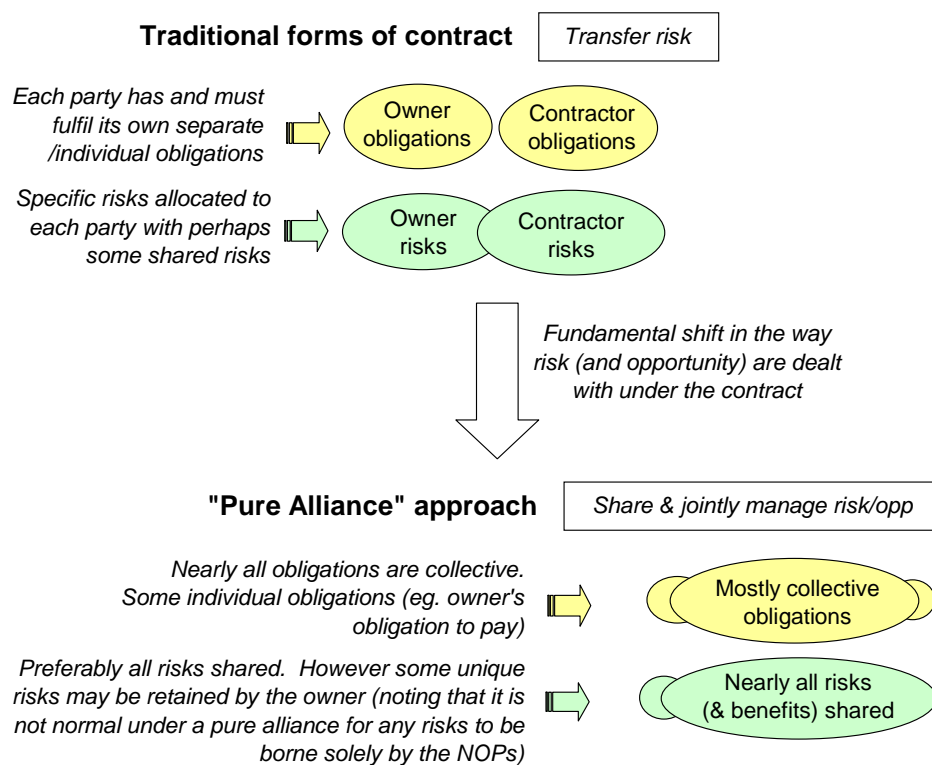 Traditional forms of contract
Transfer risk
Each party has and must
fulfil its own separate
/individual obligations
Owner
obligations
Contractor
obligations
Specific risks allocated to
each party with perhaps
some shared risks
Owner
risks
Contractor
risks
Fundamental shift in the way
risk (and opportunity) are dealt
with under the contract
"Pure Alliance" approach
Share & jointly manage risk/opp
Nearly all obligations are collective.
Some individual obligations (eg. owner's
obligation to pay)
Mostly collective
obligations
Preferably all risks shared.  However some unique
risks may be retained by the owner (noting that it is
not normal under a pure alliance for any risks to be
borne solely by the NOPs)
Nearly all risks
(& benefits) shared